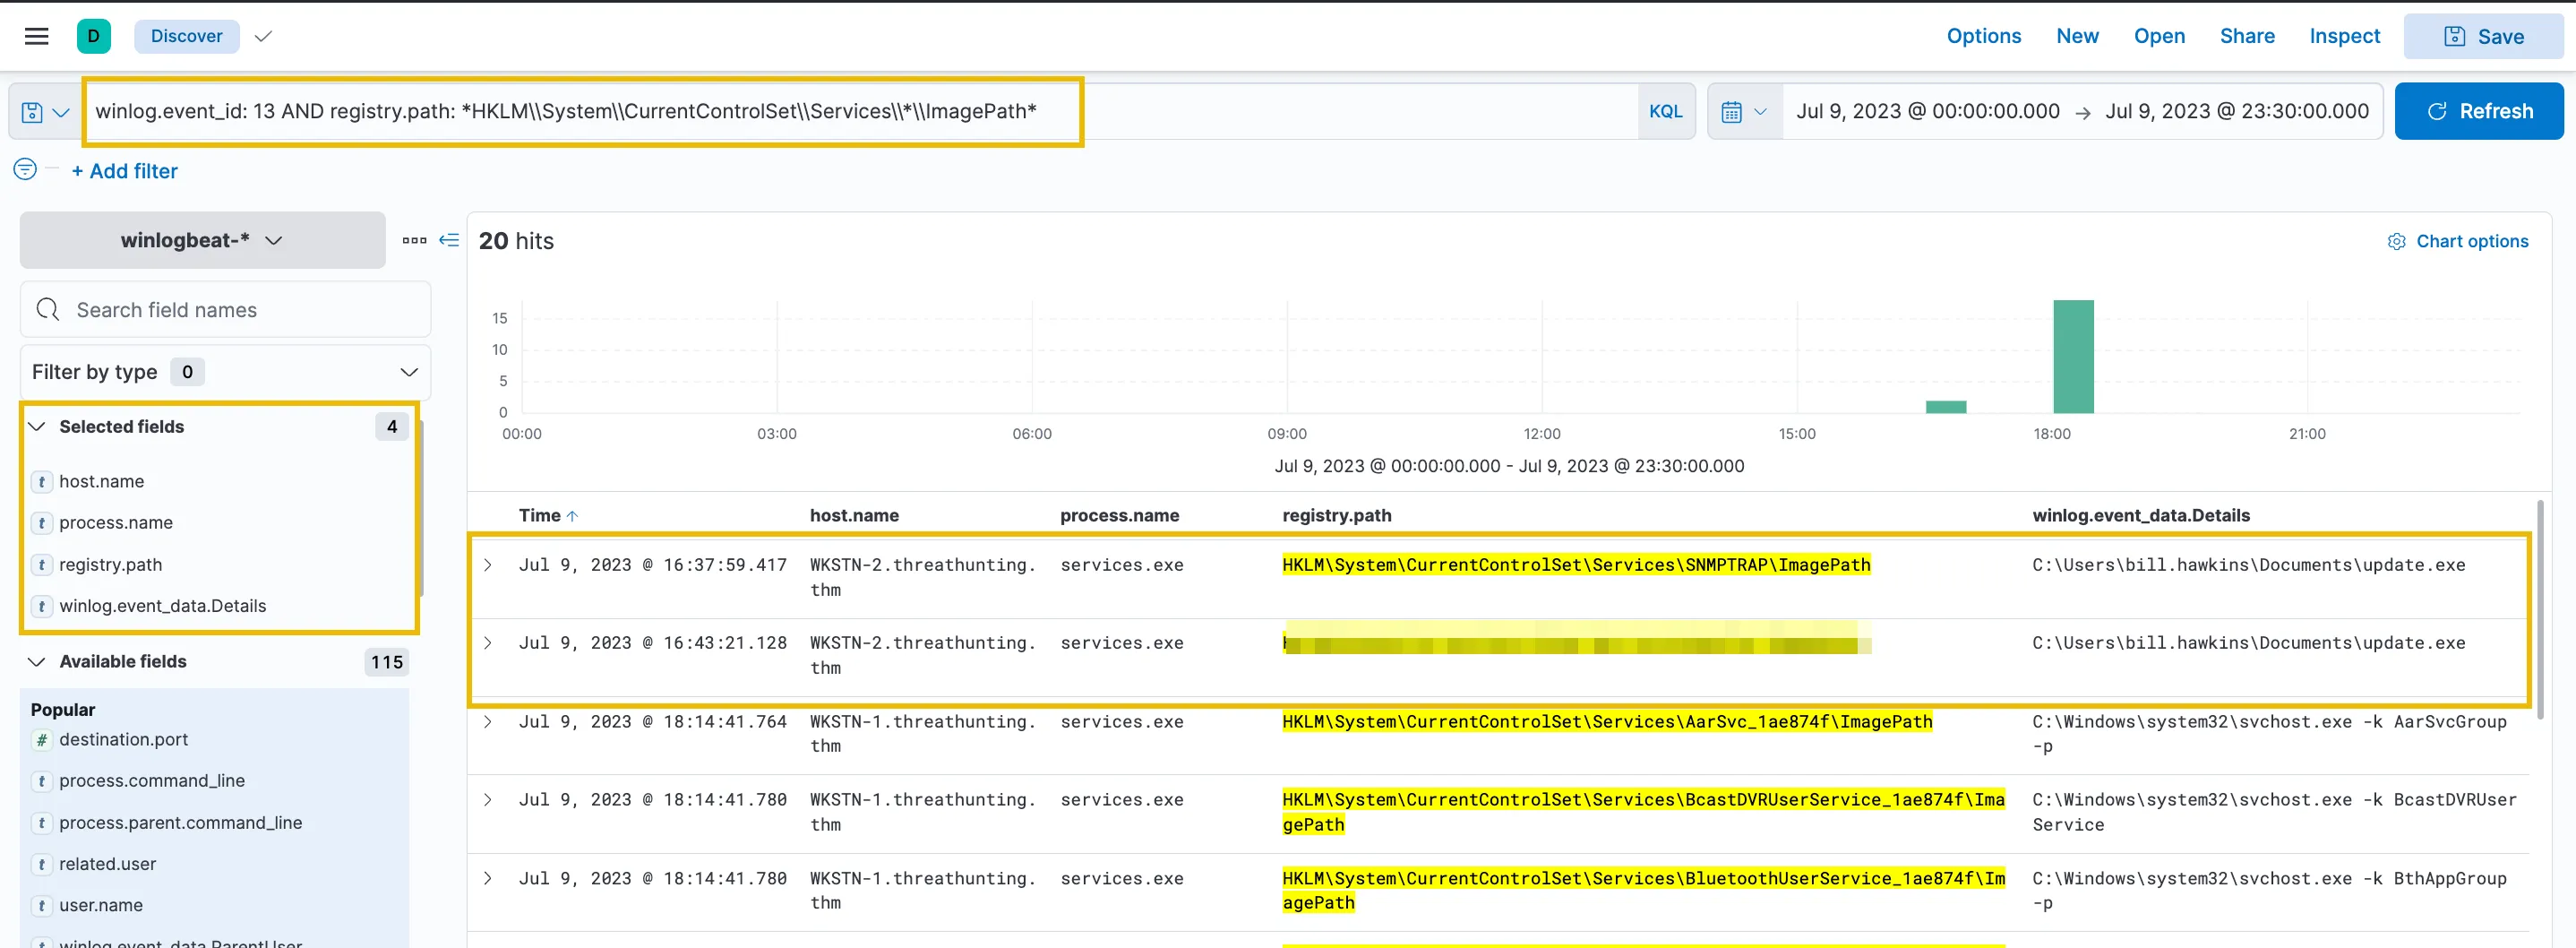 D Discover Options New Open Share Inspect Save
winlog.event_id: 13 AND registry.path: *HKLM\\System\\CurrentControlSet\\Services\\*\\ImagePath* KQL Jul 9, 2023 @ 00:00:00.000 → Jul 9, 2023 @ 23:30:00.000 Refresh
+ Add filter
winlogbeat-*
Search field names
Filter by type 0
Selected fields 4
t host.name
t process.name
t registry.path
t winlog.event_data.Details
Available fields 115
Popular
# destination.port
t process.command_line
t process.parent.command_line
t related.user
t user.name
t winlog.event_data.ParentUser
20 hits
Chart options
15
10
5
0
00:00 03:00 06:00 09:00 12:00 15:00 18:00 21:00
Jul 9, 2023 @ 00:00:00.000 - Jul 9, 2023 @ 23:30:00.000
Time ↑ host.name process.name registry.path winlog.event_data.Details
Jul 9, 2023 @ 16:37:59.417 WKSTN-2.threathunting. services.exe HKLM\System\CurrentControlSet\Services\SNMPTRAP\ImagePath C:\Users\bill.hawkins\Documents\update.exe
thm
Jul 9, 2023 @ 16:43:21.128 WKSTN-2.threathunting. services.exe C:\Users\bill.hawkins\Documents\update.exe
thm
Jul 9, 2023 @ 18:14:41.764 WKSTN-1.threathunting. services.exe HKLM\System\CurrentControlSet\Services\AarSvc_1ae874f\ImagePath C:\Windows\system32\svchost.exe -k AarSvcGroup
thm -p
Jul 9, 2023 @ 18:14:41.780 WKSTN-1.threathunting. services.exe HKLM\System\CurrentControlSet\Services\BcastDVRUserService_1ae874f\Ima C:\Windows\system32\svchost.exe -k BcastDVRUser
thm gePath Service
Jul 9, 2023 @ 18:14:41.780 WKSTN-1.threathunting. services.exe HKLM\System\CurrentControlSet\Services\BluetoothUserService_1ae874f\Im C:\Windows\system32\svchost.exe -k BthAppGroup
thm agePath -p